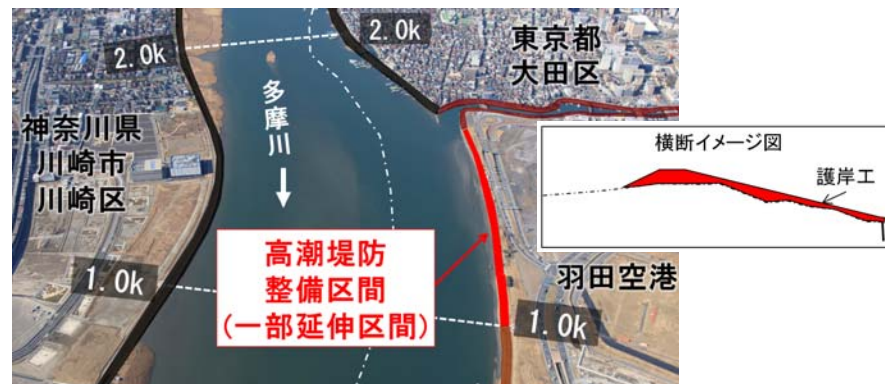 2.0k
2.0k
東京都
大田区
神奈川県
川崎市
川崎区
多摩川
横断イメージ図
護岸工
高潮堤防
整備区間
(一部延伸区間)
羽田空港
1.0k
1.0k